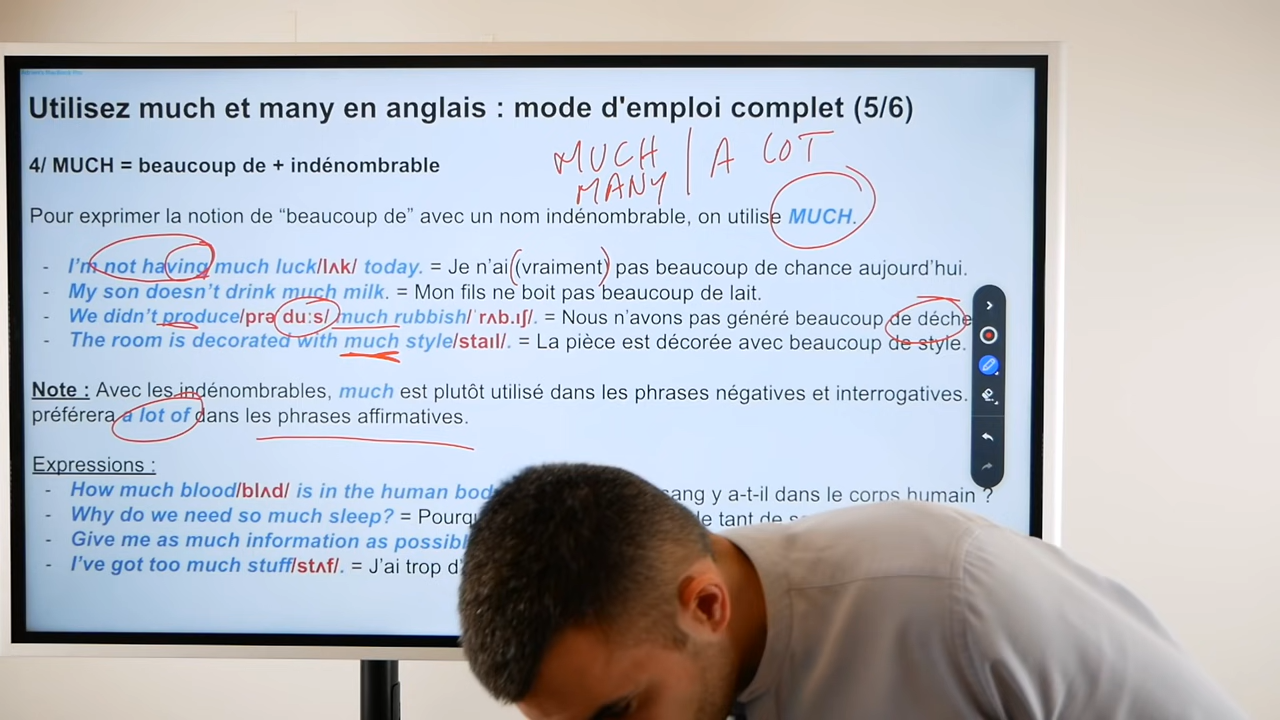 Utilisez much et many en anglais : mode d'emploi complet (5/6)
MUCH | A LOT
MANY
4/ MUCH = beaucoup de + indénombrable
Pour exprimer la notion de “beaucoup de” avec un nom indénombrable, on utilise MUCH.
- I’m not having much luck/lʌk/ today. = Je n’ai (vraiment) pas beaucoup de chance aujourd’hui.
- My son doesn’t drink much milk. = Mon fils ne boit pas beaucoup de lait.
- We didn’t produce/prəˈduːs/ much rubbish/ˈrʌb.ɪʃ/. = Nous n’avons pas généré beaucoup de déche
- The room is decorated with much style/staɪl/. = La pièce est décorée avec beaucoup de style.
Note : Avec les indénombrables, much est plutôt utilisé dans les phrases négatives et interrogatives.
préférera a lot of dans les phrases affirmatives.
Expressions :
- How much blood/blʌd/ is in the human bod sang y a-t-il dans le corps humain ?
- Why do we need so much sleep? = Pourq de tant de
- Give me as much information as possibl
- I’ve got too much stuff/stʌf/. = J’ai trop d’